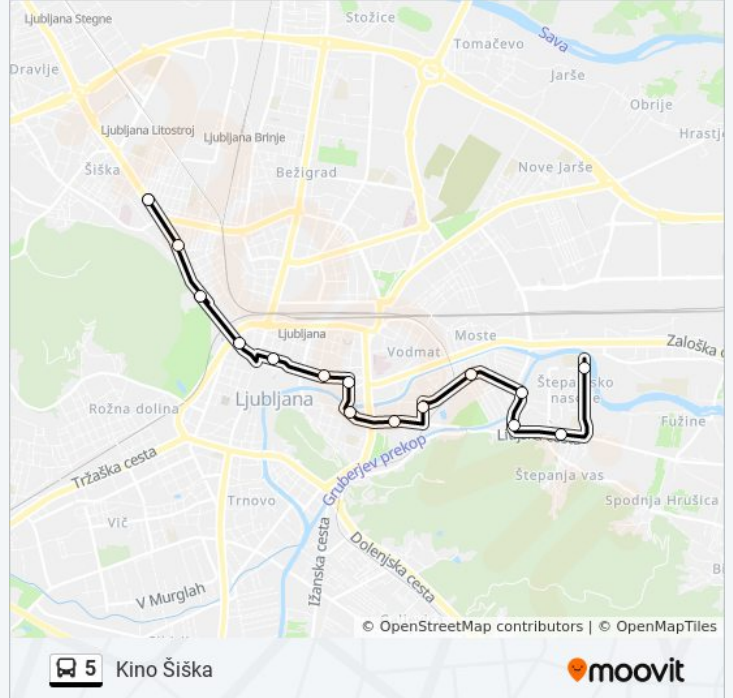 Ljubljana Stegne
Stožice
Tomačevo
Sava
Dravlje
Jarše
Obrije
Ljubljana Litostroj
Ljubljana Brinje
Šiška
Bežigrad
Nove Jarše
Ljubljana
Moste
Vodmat
Zaloška
Štepanjsko
Rožna dolina
Ljubljana
Fužine
Gruberjev prekop
Tržaška cesta
Štepanja vas
Trnovo
Spodnja Hrušica
Vič
Ižanska cesta
Dolenjska cesta
V Murglah
© OpenStreetMap contributors | © OpenMapTiles
5 Kino Šiška
moovit